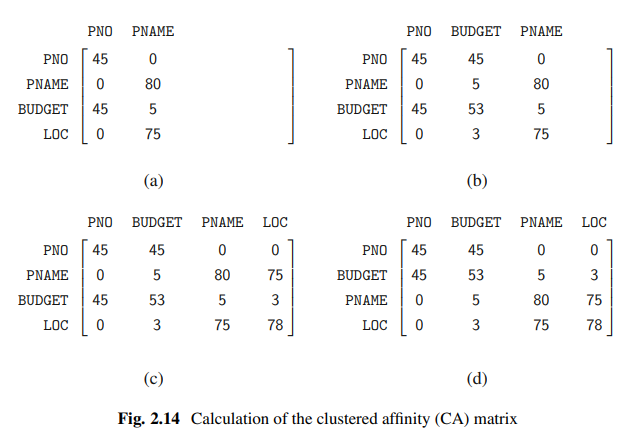 PNO PNAME
PNO 45 0
PNAME 0 80
BUDGET 45 5
LOC 0 75
(a)
PNO BUDGET PNAME
PNO 45 45 0
PNAME 0 5 80
BUDGET 45 53 5
LOC 0 3 75
(b)
PNO BUDGET PNAME LOC
PNO 45 45 0 0
PNAME 0 5 80 75
BUDGET 45 53 5 3
LOC 0 3 75 78
(c)
PNO BUDGET PNAME LOC
PNO 45 45 0 0
BUDGET 45 53 5 3
PNAME 0 5 80 75
LOC 0 3 75 78
(d)
Fig. 2.14 Calculation of the clustered affinity (CA) matrix